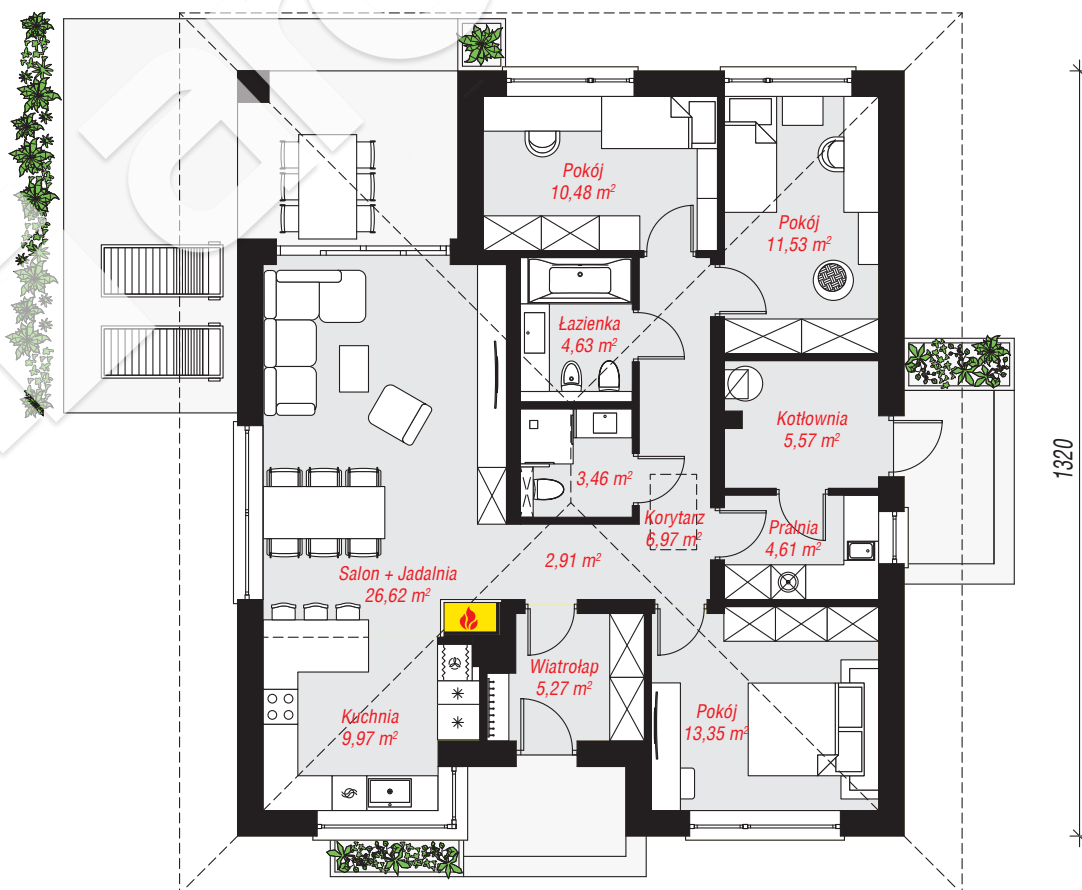 Pokój
10,48 m²
Pokój
11,53 m²
Łazienka
4,63 m²
Kotłownia
5,57 m²
1320
3,46 m²
Korytarz
6,97 m²
Pralnia
4,61 m²
2,91 m²
Salon + Jadalnia
26,62 m²
Wiatrołap
5,27 m²
Kuchnia
9,97 m²
Pokój
13,35 m²